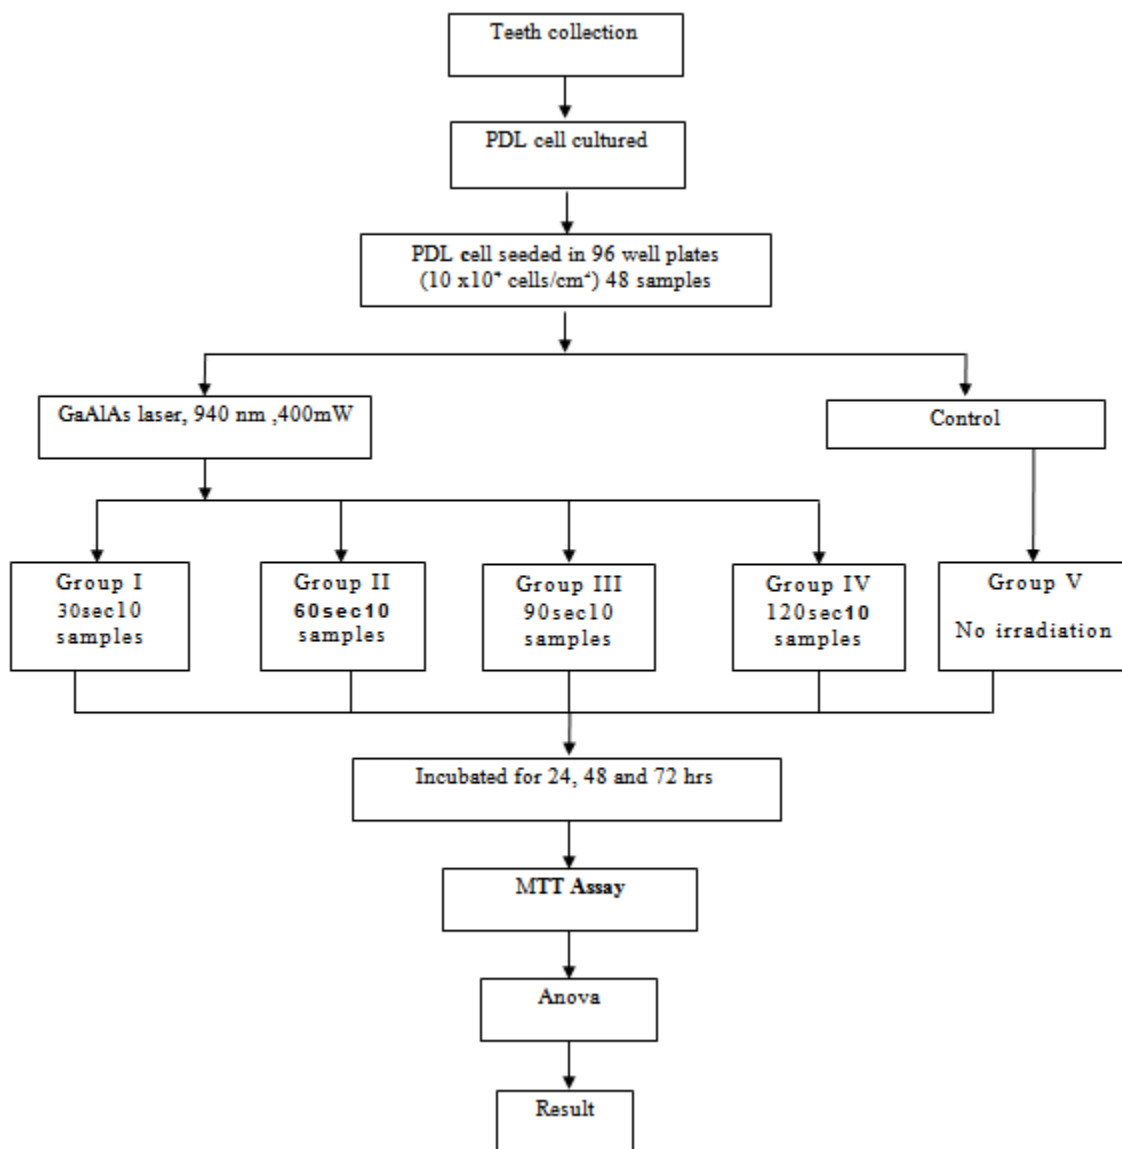 Teeth collection
PDL cell cultured
PDL cell seeded in 96 well plates
(10 x10⁴ cells/cm²) 48 samples
GaAlAs laser, 940 nm ,400mW
Control
Group I
30sec10
samples
Group II
60sec10
samples
Group III
90sec10
samples
Group IV
120sec10
samples
Group V
No irradiation
Incubated for 24, 48 and 72 hrs
MTT Assay
Anova
Result